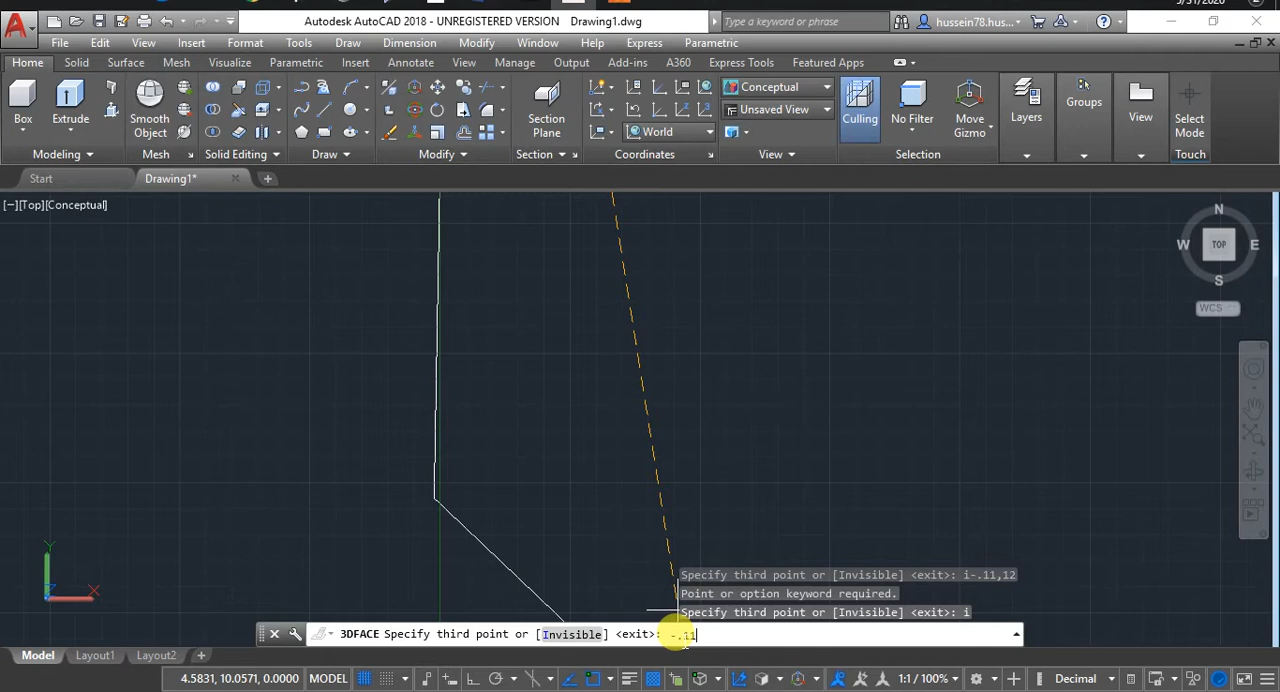 A
Autodesk AutoCAD 2018 - UNREGISTERED VERSION Drawing1.dwg
Type a keyword or phrase
hussein78.hus...
File Edit View Insert Format Tools Draw Dimension Modify Window Help Express Parametric
Home Solid Surface Mesh Visualize Parametric Insert Annotate View Manage Output Add-ins A360 Express Tools Featured Apps
Box
Extrude
Smooth
Object
Section
Plane
World
Conceptual
Unsaved View
Culling
No Filter
Move
Gizmo
Groups
Layers
View
Select
Mode
Modeling
Mesh
Solid Editing
Draw
Modify
Section
Coordinates
View
Selection
Touch
Start
Drawing1*
[−][Top][Conceptual]
N
W
TOP
E
S
WCS
Y
X
Specify third point or [Invisible] <exit>: i-.11,12
Point or option keyword required.
Specify third point or [Invisible] <exit>: i
3DFACE Specify third point or [Invisible] <exit>: -.11
Model Layout1 Layout2 +
4.5831, 10.0571, 0.0000 MODEL
1:1 / 100%
Decimal